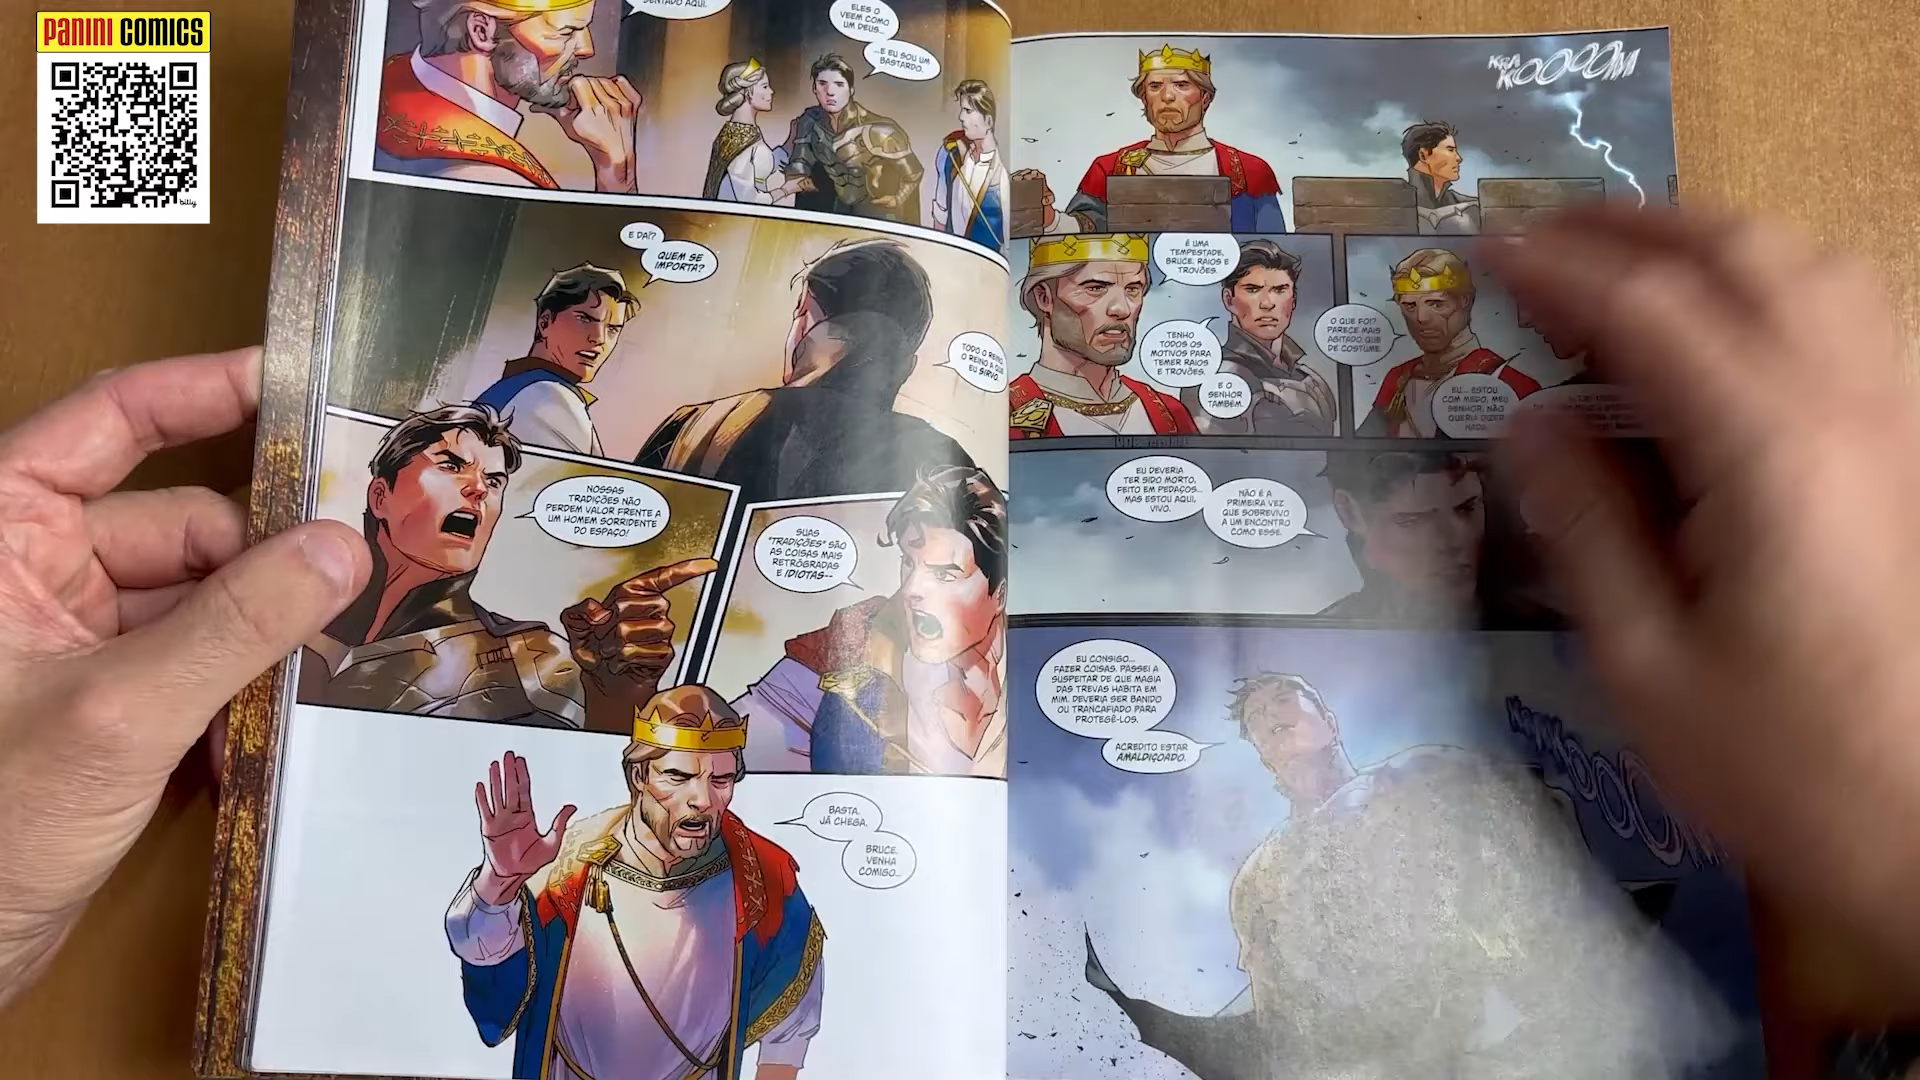 PANINI COMICS
bitly
SENTADO AQUI.
ELES O
VEEM COMO
UM DEUS...
...E EU SOU UM
BASTARDO.
E DAÍ?
QUEM SE
IMPORTA?
TODO O REINO.
O REINO A QUE
EU SIRVO.
NOSSAS
TRADIÇÕES NÃO
PERDEM VALOR FRENTE A
UM HOMEM SORRIDENTE
DO ESPAÇO!
SUAS
"TRADIÇÕES" SÃO
AS COISAS MAIS
RETRÓGRADAS
E IDIOTAS--
BASTA.
JÁ CHEGA.
BRUCE,
VENHA
COMIGO...
KRA
KOOOOM
É UMA
TEMPESTADE,
BRUCE. RAIOS E
TROVÕES.
TENHO
TODOS OS
MOTIVOS PARA
TEMER RAIOS
E TROVÕES.
E O
SENHOR
TAMBÉM.
O QUE FOI?
PARECE MAIS
AGITADO QUE
DE COSTUME.
EU... ESTOU
COM MEDO, MEU
SENHOR. NÃO
QUERIA DIZER
NADA.
EU DEVERIA
TER SIDO MORTO,
FEITO EM PEDAÇOS...
MAS ESTOU AQUI,
VIVO.
NÃO É A
PRIMEIRA VEZ
QUE SOBREVIVO
A UM ENCONTRO
COMO ESSE.
EU CONSIGO...
FAZER COISAS. PASSEI A
SUSPEITAR DE QUE MAGIA
DAS TREVAS HABITA EM
MIM. DEVERIA SER BANIDO
OU TRANCAFIADO PARA
PROTEGÊ-LOS.
ACREDITO ESTAR
AMALDIÇOADO.